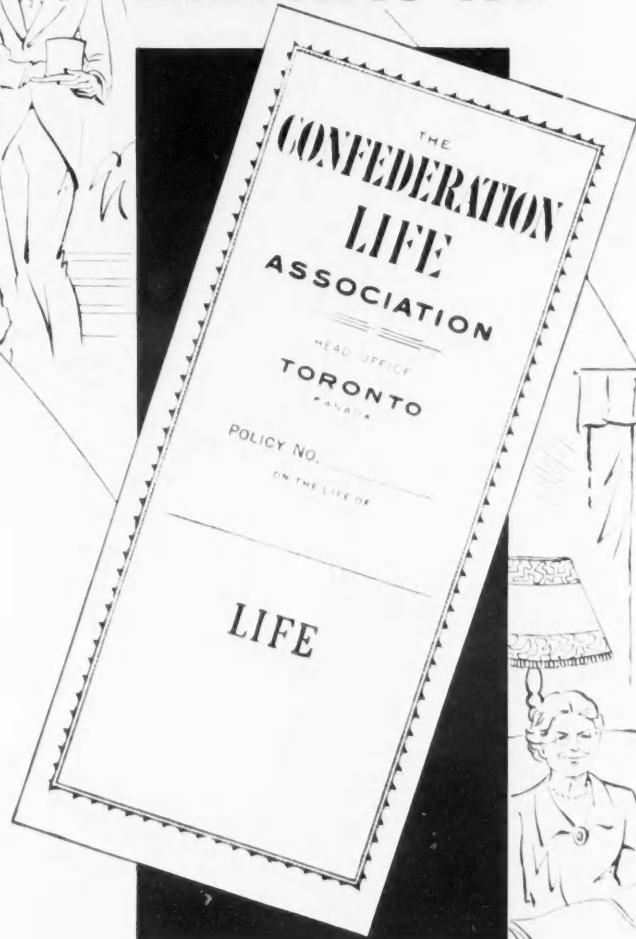 THE
CONFEDERATION
LIFE
ASSOCIATION
HEAD OFFICE
TORONTO
CANADA
POLICY NO.
ON THE LIFE OF
LIFE